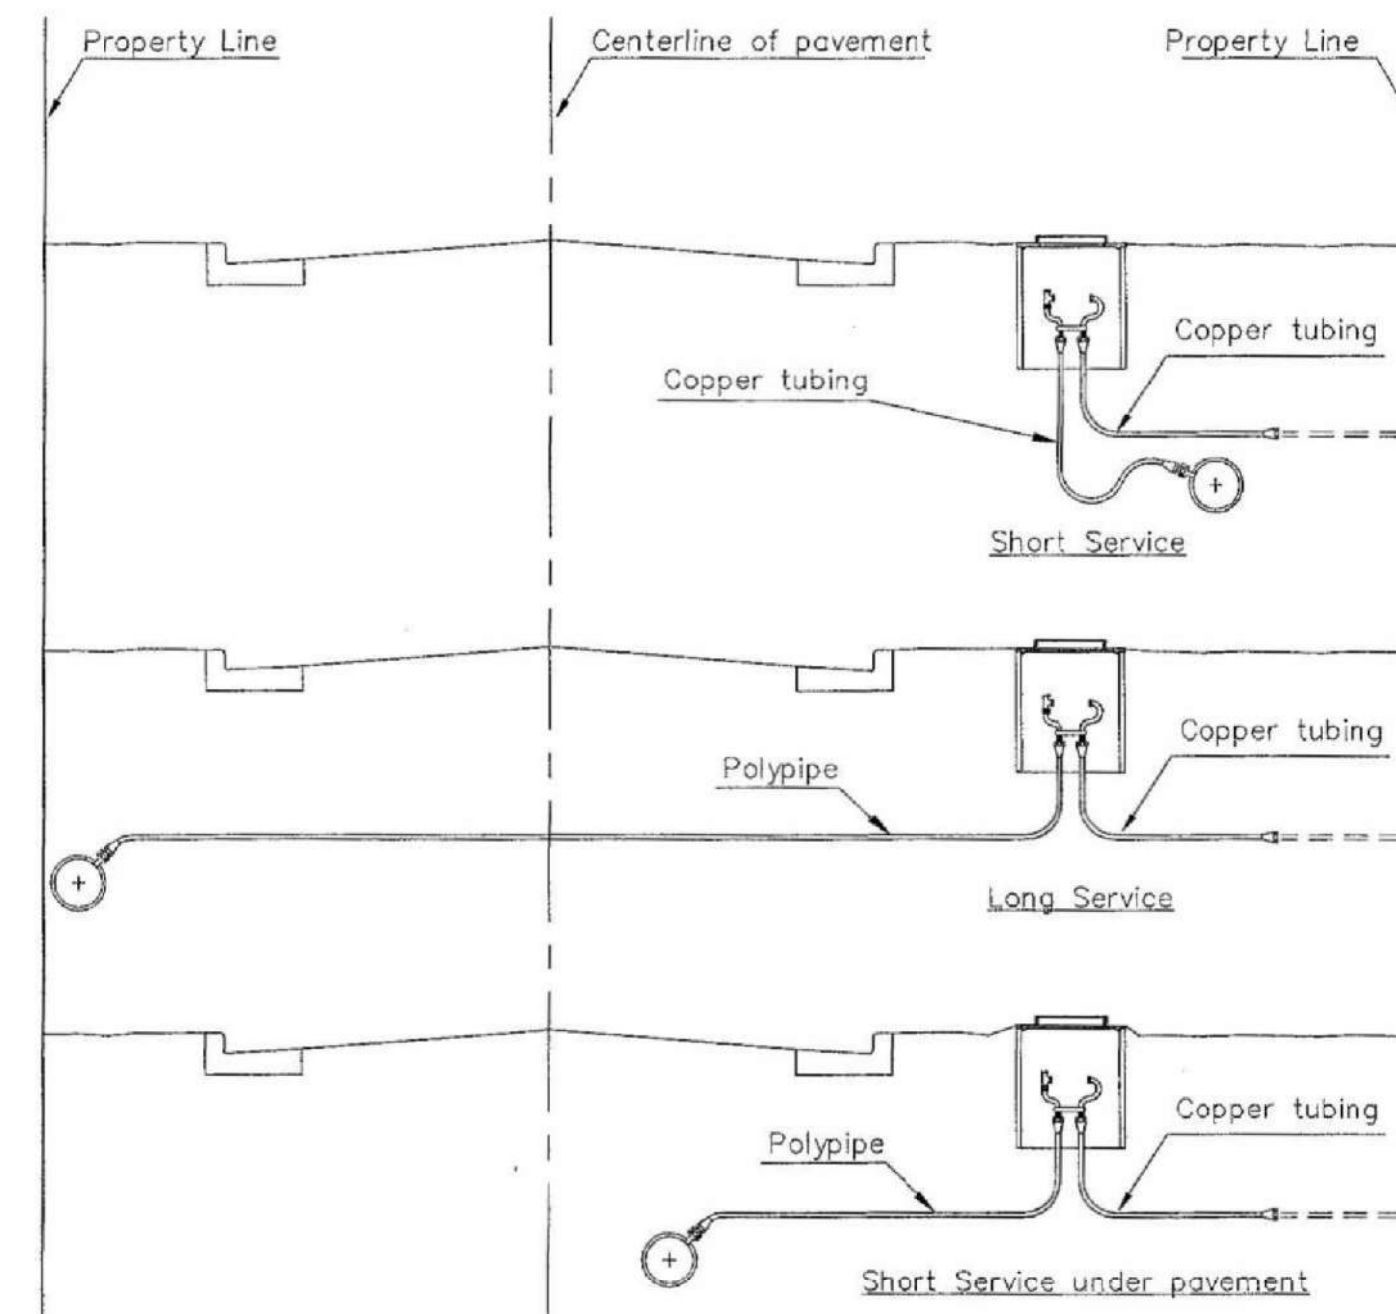 Property Line
Centerline of pavement
Property Line
Copper tubing
Copper tubing
Short Service
Copper tubing
Polypipe
Long Service
Copper tubing
Polypipe
Short Service under pavement